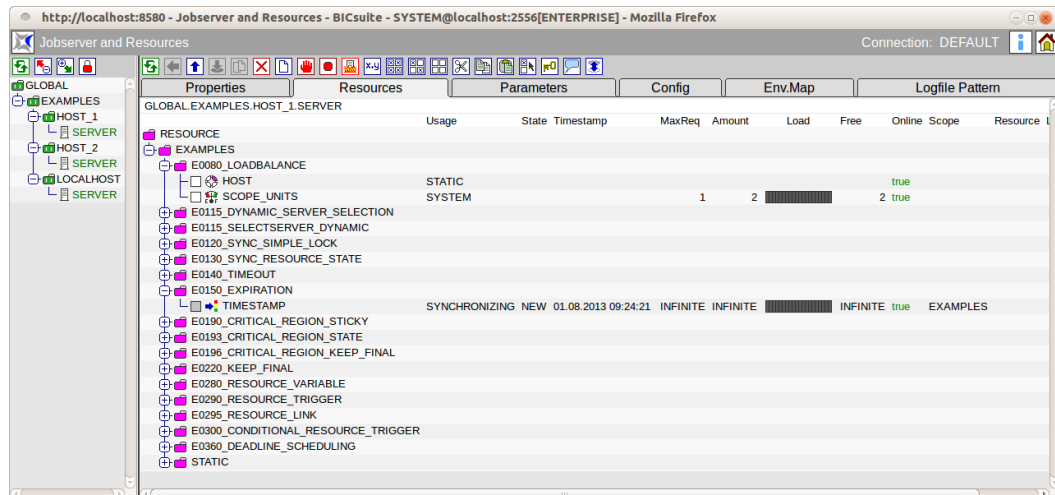 http://localhost:8580 - Jobserver and Resources - BICsuite - SYSTEM@localhost:2556[ENTERPRISE] - Mozilla Firefox
Jobserver and Resources Connection: DEFAULT
GLOBAL
EXAMPLES
HOST_1
SERVER
HOST_2
SERVER
LOCALHOST
SERVER
x,y
Properties Resources Parameters Config Env.Map Logfile Pattern
GLOBAL.EXAMPLES.HOST_1.SERVER
Usage State Timestamp MaxReq Amount Load Free Online Scope Resource L
RESOURCE
EXAMPLES
E0080_LOADBALANCE
HOST STATIC true
SCOPE_UNITS SYSTEM 1 2 2 true
E0115_DYNAMIC_SERVER_SELECTION
E0115_SELECTSERVER_DYNAMIC
E0120_SYNC_SIMPLE_LOCK
E0130_SYNC_RESOURCE_STATE
E0140_TIMEOUT
E0150_EXPIRATION
TIMESTAMP SYNCHRONIZING NEW 01.08.2013 09:24:21 INFINITE INFINITE INFINITE true EXAMPLES
E0190_CRITICAL_REGION_STICKY
E0193_CRITICAL_REGION_STATE
E0196_CRITICAL_REGION_KEEP_FINAL
E0220_KEEP_FINAL
E0280_RESOURCE_VARIABLE
E0290_RESOURCE_TRIGGER
E0295_RESOURCE_LINK
E0300_CONDITIONAL_RESOURCE_TRIGGER
E0360_DEADLINE_SCHEDULING
STATIC